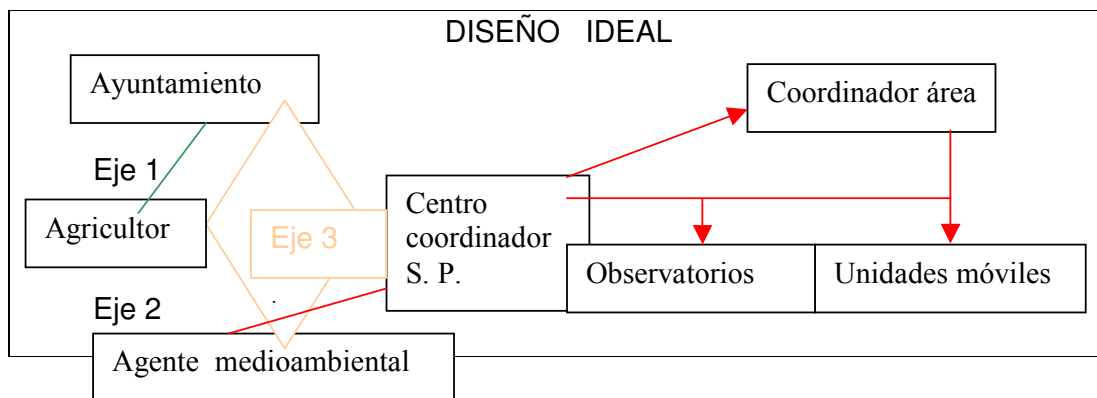 DISEÑO IDEAL
Ayuntamiento
Coordinador área
Eje 1
Agricultor
Eje 3
Centro
coordinador
S. P.
Observatorios
Unidades móviles
Eje 2
Agente medioambiental